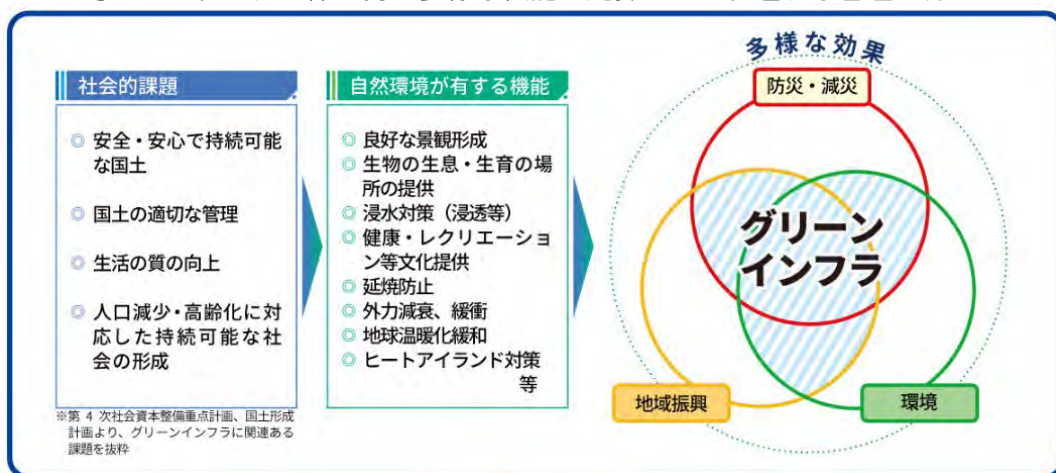 社会的課題
◎ 安全・安心で持続可能
な国土
◎ 国土の適切な管理
◎ 生活の質の向上
◎ 人口減少・高齢化に対
応した持続可能な社
会の形成
※第 4 次社会資本整備重点計画、国土形成
計画より、グリーンインフラに関連ある
課題を抜粋
自然環境が有する機能
◎ 良好な景観形成
◎ 生物の生息・生育の場
所の提供
◎ 浸水対策（浸透等）
◎ 健康・レクリエーショ
ン等文化提供
◎ 延焼防止
◎ 外力減衰、緩衝
◎ 地球温暖化緩和
◎ ヒートアイランド対策
等
多様な効果
防災・減災
グリーン
インフラ
地域振興
環境